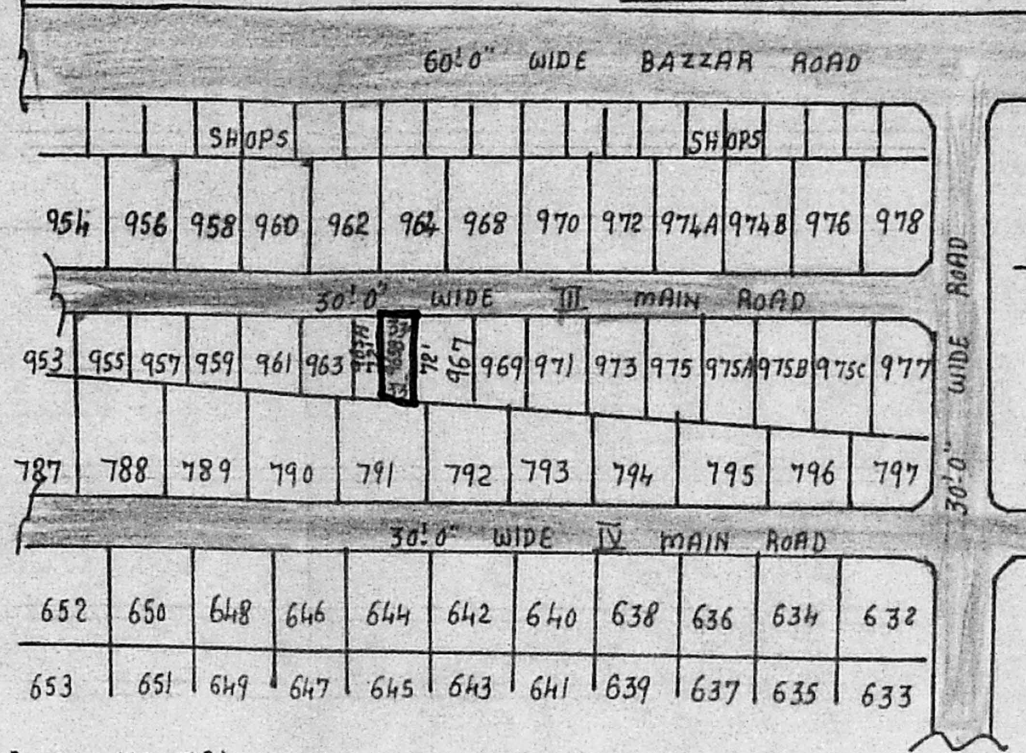 60'0" WIDE BAZZAR ROAD
SHOPS SHOPS
954 956 958 960 962 964 968 970 972 974A 974B 976 978
30'0" WIDE III MAIN ROAD
953 955 957 959 961 963 72' 967 969 971 973 975 975A 975B 975C 977
787 788 789 790 791 792 793 794 795 796 797
30'0" WIDE IV MAIN ROAD
652 650 648 646 644 642 640 638 636 634 632
653 651 649 647 645 643 641 639 637 635 633
30'0" WIDE ROAD